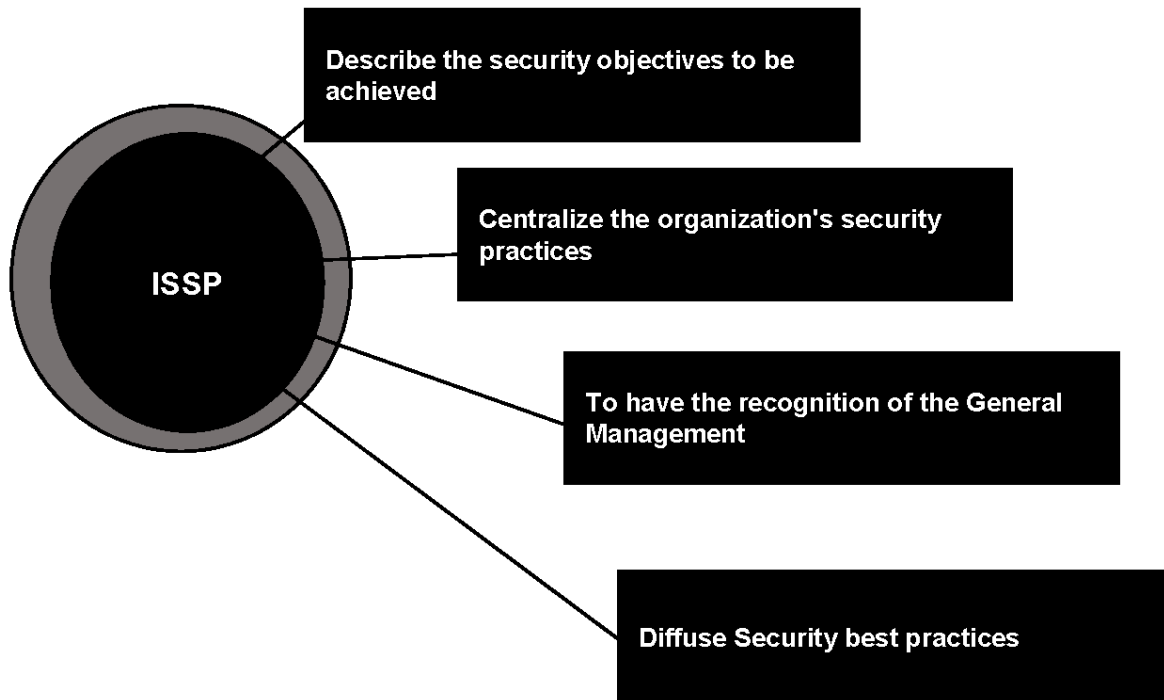 Describe the security objectives to be
achieved
Centralize the organization's security
practices
ISSP
To have the recognition of the General
Management
Diffuse Security best practices